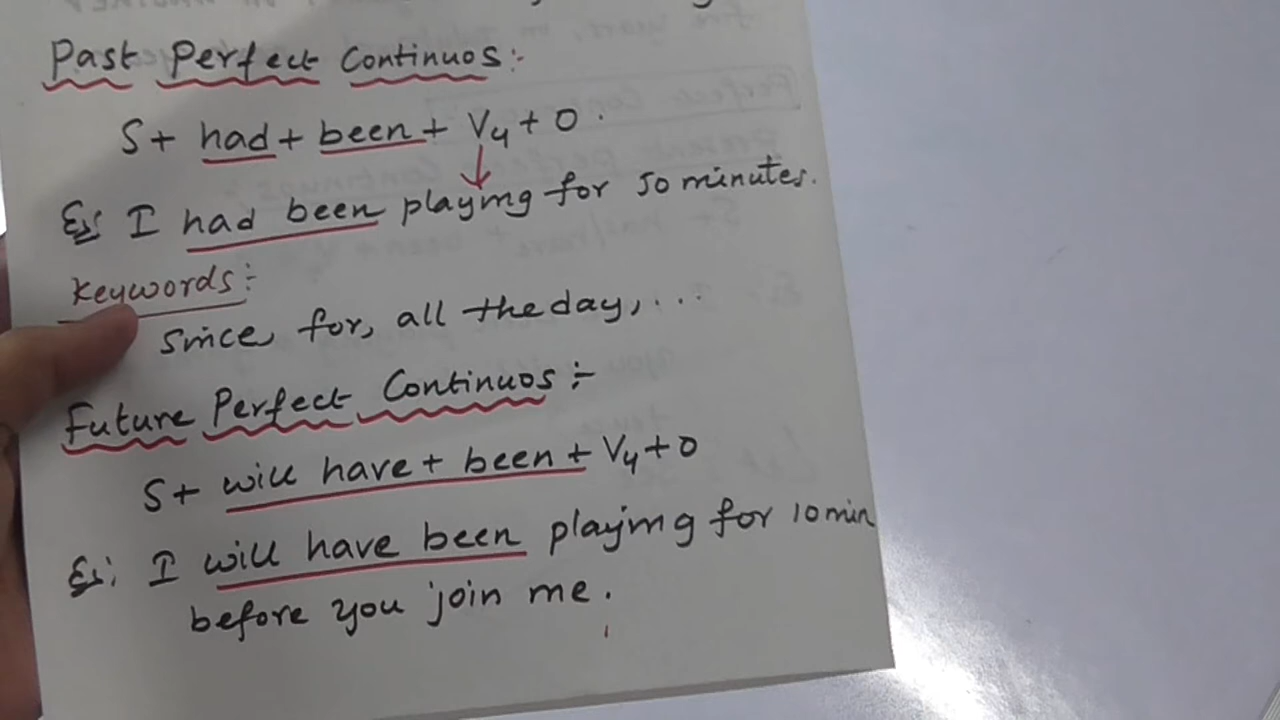 Past Perfect Continuos:-
S+ had + been + V4 + O.
Ex: I had been playing for 50 minutes.
Keywords:-
since, for, all the day, ...
Future Perfect Continuos :-
S+ will have + been + V4 + O
Ex: I will have been playing for 10 min
before you join me.